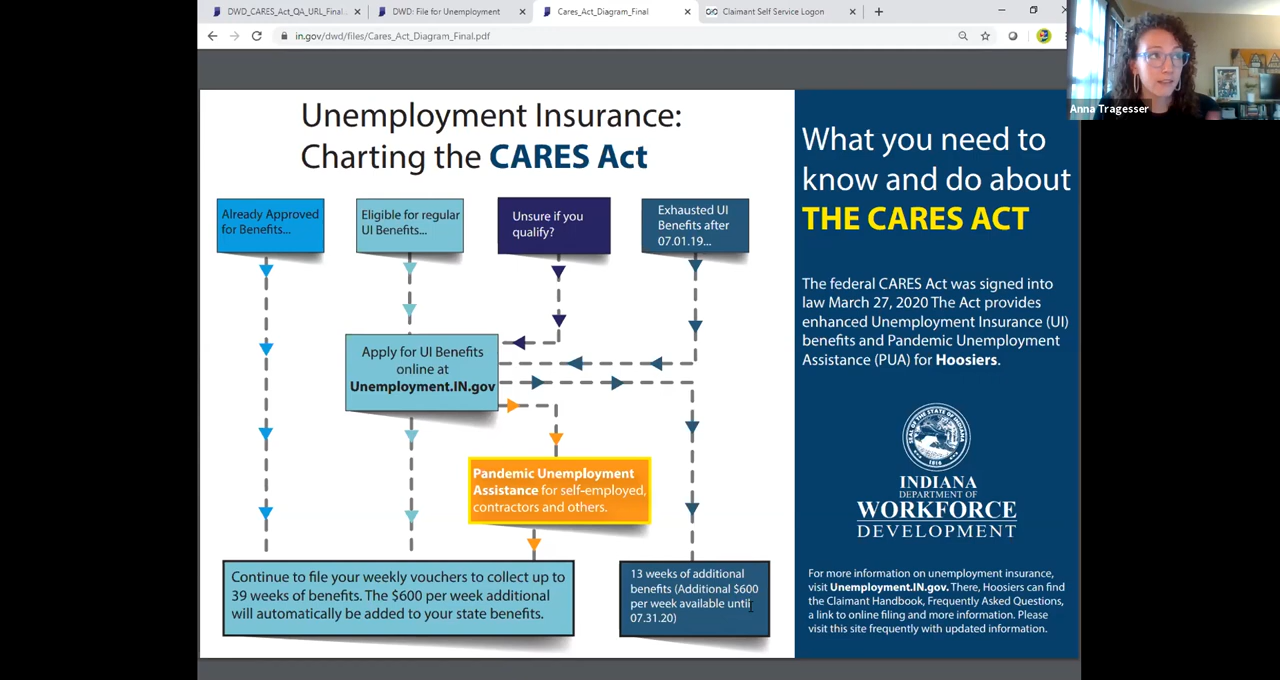 DWD_CARES_Act_QA_URL_Final...
DWD: File for Unemployment
Cares_Act_Diagram_Final.pdf
Claimant Self Service Logon
in.gov/dwd/files/Cares_Act_Diagram_Final.pdf
Anna Tragesser
Unemployment Insurance:
Charting the CARES Act
Already Approved
for Benefits...
Eligible for regular
UI Benefits...
Unsure if you
qualify?
Exhausted UI
Benefits after
07.01.19...
Apply for UI Benefits
online at
Unemployment.IN.gov
Pandemic Unemployment
Assistance for self-employed,
contractors and others.
Continue to file your weekly vouchers to collect up to
39 weeks of benefits. The $600 per week additional
will automatically be added to your state benefits.
13 weeks of additional
benefits (Additional $600
per week available until
07.31.20)
What you need to
know and do about
THE CARES ACT
The federal CARES Act was signed into
law March 27, 2020 The Act provides
enhanced Unemployment Insurance (UI)
benefits and Pandemic Unemployment
Assistance (PUA) for Hoosiers.
SEAL OF THE STATE OF INDIANA
1816
INDIANA
DEPARTMENT OF
WORKFORCE
DEVELOPMENT
For more information on unemployment insurance,
visit Unemployment.IN.gov. There, Hoosiers can find
the Claimant Handbook, Frequently Asked Questions,
a link to online filing and more information. Please
visit this site frequently with updated information.